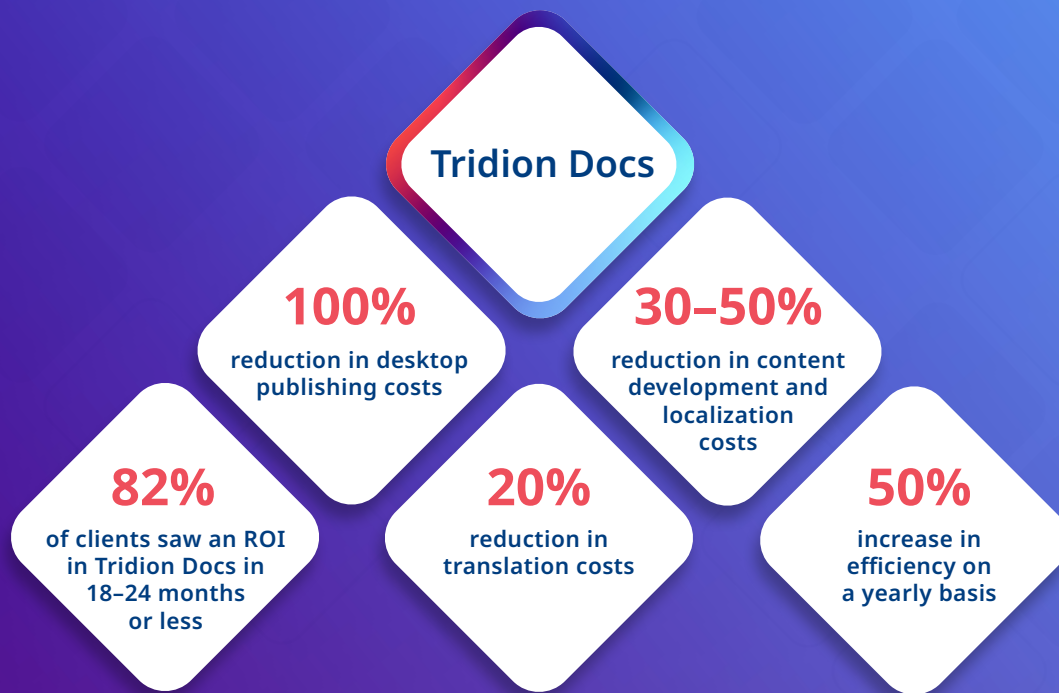 Tridion Docs
100%
reduction in desktop
publishing costs
30–50%
reduction in content
development and
localization
costs
82%
of clients saw an ROI
in Tridion Docs in
18–24 months
or less
20%
reduction in
translation costs
50%
increase in
efficiency on
a yearly basis